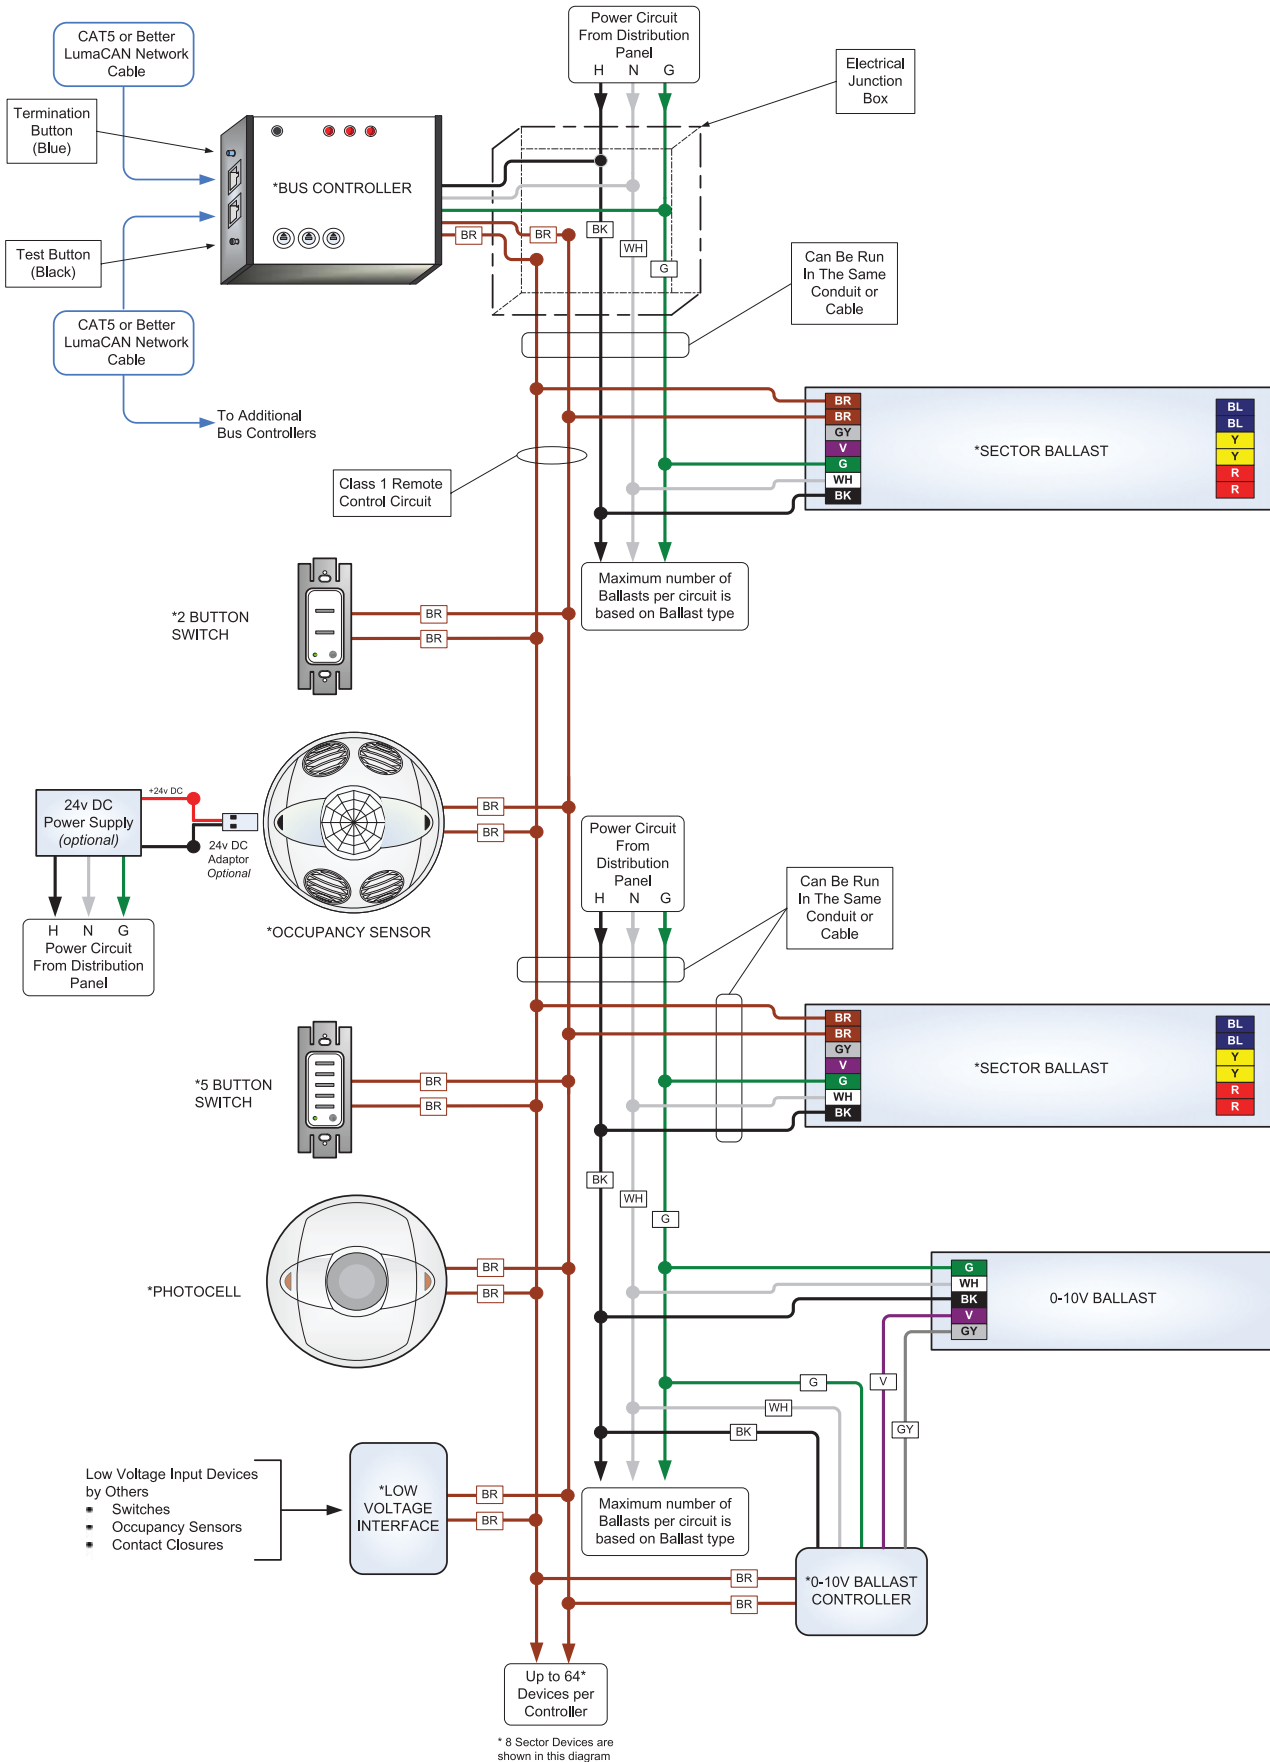 CAT5 or Better
LumaCAN Network
Cable
Power Circuit
From Distribution
Panel
H N G
Electrical
Junction
Box
Termination
Button
(Blue)
*BUS CONTROLLER
Test Button
(Black)
BR
BR
BK
WH
G
Can Be Run
In The Same
Conduit or
Cable
CAT5 or Better
LumaCAN Network
Cable
To Additional
Bus Controllers
BR
BR
GY
V
G
WH
BK
*SECTOR BALLAST
BL
BL
Y
Y
R
R
Class 1 Remote
Control Circuit
Maximum number of
Ballasts per circuit is
based on Ballast type
*2 BUTTON
SWITCH
BR
BR
24v DC
Power Supply
(optional)
+24v DC
24v DC
Adaptor
Optional
H N G
Power Circuit
From Distribution
Panel
*OCCUPANCY SENSOR
BR
BR
Power Circuit
From
Distribution
Panel
H N G
Can Be Run
In The Same
Conduit or
Cable
BR
BR
GY
V
G
WH
BK
*SECTOR BALLAST
BL
BL
Y
Y
R
R
*5 BUTTON
SWITCH
BR
BR
BK
WH
G
*PHOTOCELL
BR
BR
G
WH
BK
V
GY
0-10V BALLAST
G
V
WH
BK
GY
Low Voltage Input Devices
by Others
▪ Switches
▪ Occupancy Sensors
▪ Contact Closures
*LOW
VOLTAGE
INTERFACE
BR
BR
Maximum number of
Ballasts per circuit is
based on Ballast type
BR
BR
*0-10V BALLAST
CONTROLLER
Up to 64*
Devices per
Controller
* 8 Sector Devices are
shown in this diagram